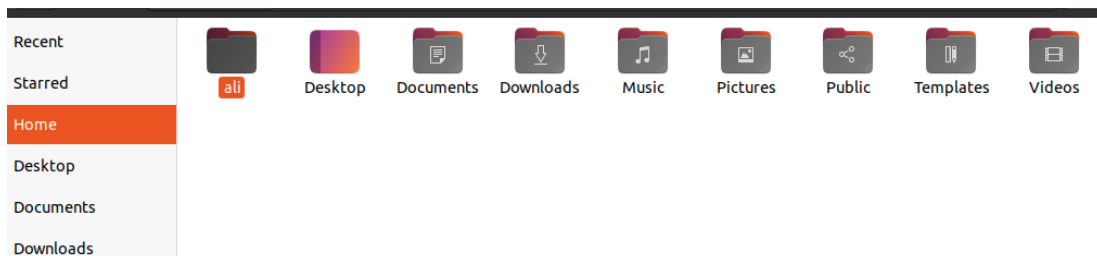 Recent
Starred
Home
Desktop
Documents
Downloads
ali
Desktop
Documents
Downloads
Music
Pictures
Public
Templates
Videos